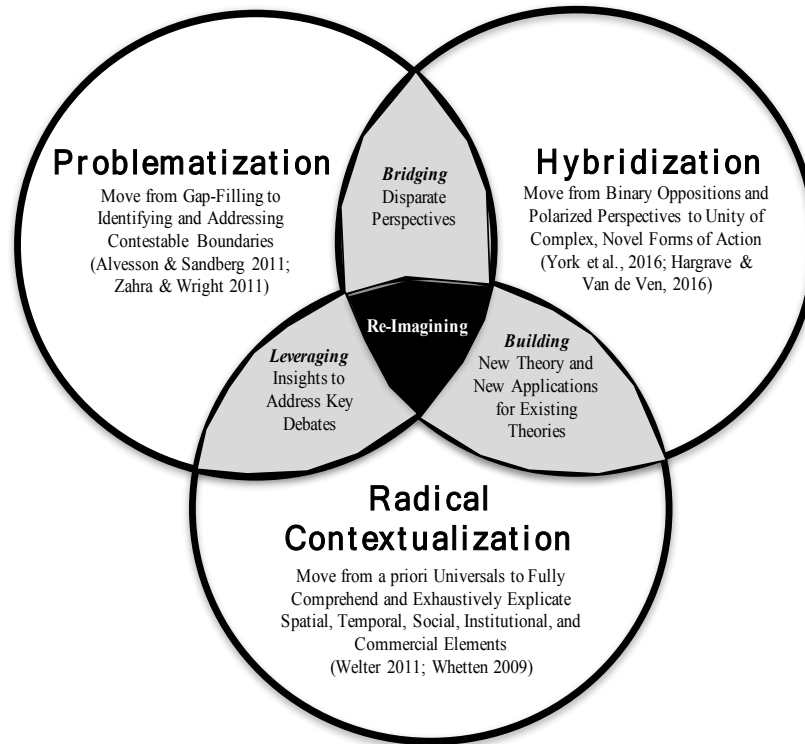 Problematization
Move from Gap-Filling to
Identifying and Addressing
Contestable Boundaries
(Alvesson & Sandberg 2011;
Zahra & Wright 2011)
Bridging
Disparate
Perspectives
Hybridization
Move from Binary Oppositions and
Polarized Perspectives to Unity of
Complex, Novel Forms of Action
(York et al., 2016; Hargrave &
Van de Ven, 2016)
Re-Imagining
Leveraging
Insights to
Address Key
Debates
Building
New Theory and
New Applications
for Existing
Theories
Radical
Contextualization
Move from a priori Universals to Fully
Comprehend and Exhaustively Explicate
Spatial, Temporal, Social, Institutional, and
Commercial Elements
(Welter 2011; Whetten 2009)